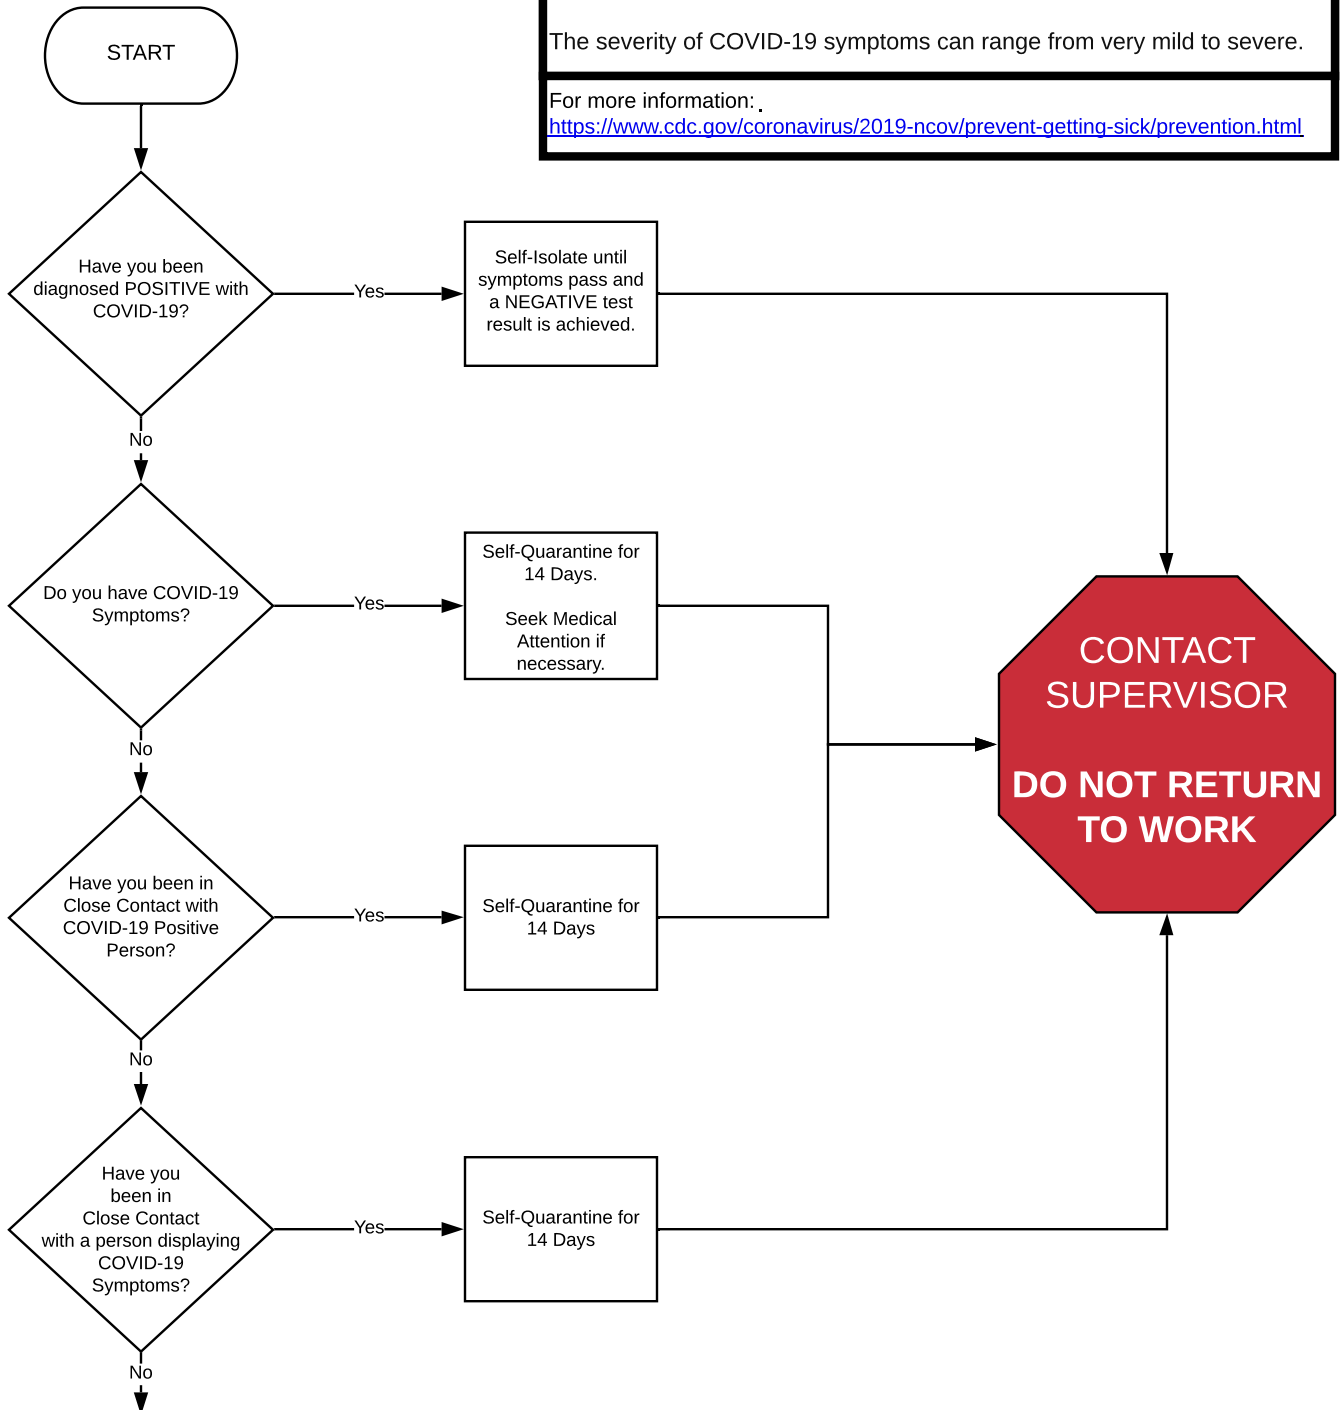 START
The severity of COVID-19 symptoms can range from very mild to severe.
For more information:
https://www.cdc.gov/coronavirus/2019-ncov/prevent-getting-sick/prevention.html
Have you been
diagnosed POSITIVE with
COVID-19?
Yes
Self-Isolate until
symptoms pass and
a NEGATIVE test
result is achieved.
No
Do you have COVID-19
Symptoms?
Yes
Self-Quarantine for
14 Days.
Seek Medical
Attention if
necessary.
CONTACT
SUPERVISOR
DO NOT RETURN
TO WORK
No
Have you been in
Close Contact with
COVID-19 Positive
Person?
Yes
Self-Quarantine for
14 Days
No
Have you
been in
Close Contact
with a person displaying
COVID-19
Symptoms?
Yes
Self-Quarantine for
14 Days
No